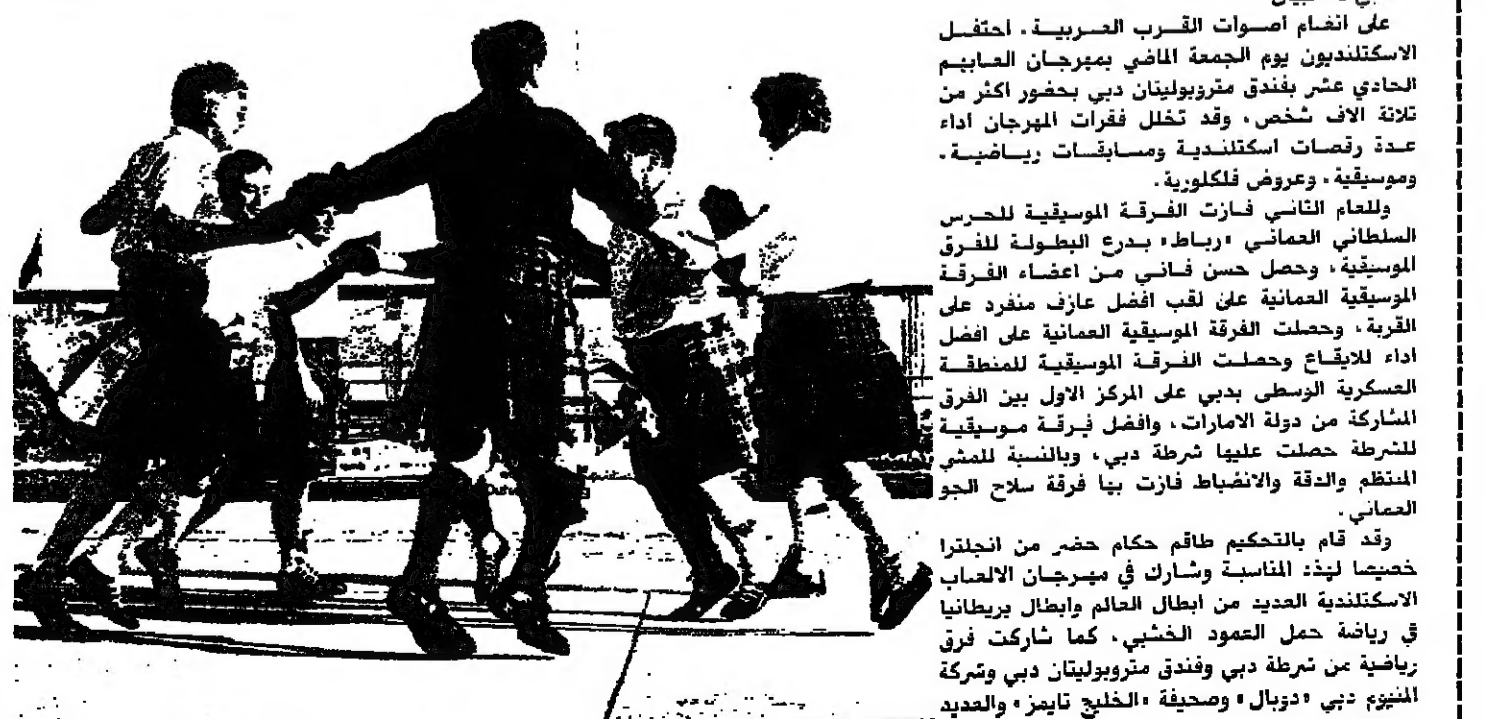 على انغام اصوات القرب العربية. احتفل
الاسكتلنديون يوم الجمعة الماضي بمهرجان العابهم
الحادي عشر بفندق متروبوليتان دبي بحضور اكثر من
ثلاثة الاف شخص، وقد تخلل فقرات المهرجان اداء
عدة رقصات اسكتلندية ومسابقات رياضية.
وموسيقية. وعروض فلكلورية.
وللعام الثاني فازت الفرقة الموسيقية للحرس
السلطاني العماني «رباط» بدرع البطولة للفرق
الموسيقية، وحصل حسن فاني من اعضاء الفرقة
الموسيقية العمانية على لقب افضل عازف منفرد على
القربة، وحصلت الفرقة الموسيقية العمانية على افضل
اداء للايقاع وحصلت الفرقة الموسيقية للمنطقة
العسكرية الوسطى بدبي على المركز الاول بين الفرق
المشاركة من دولة الامارات، وافضل فرقة موسيقية
للشرطة حصلت عليها شرطة دبي، وبالنسبة للمشي
المنتظم والدقة والانضباط فازت بها فرقة سلاح الجو
العماني.
وقد قام بالتحكيم طاقم حكام حضر من انجلترا
خصيصا لهذه المناسبة وشارك في مهرجان الالعاب
الاسكتلندية العديد من ابطال العالم وابطال بريطانيا
في رياضة حمل العمود الخشبي، كما شاركت فرق
رياضية من شرطة دبي وفندق متروبوليتان دبي وشركة
المنيوم دبي «دوبال» وصحيفة «الخليج تايمز» والعديد